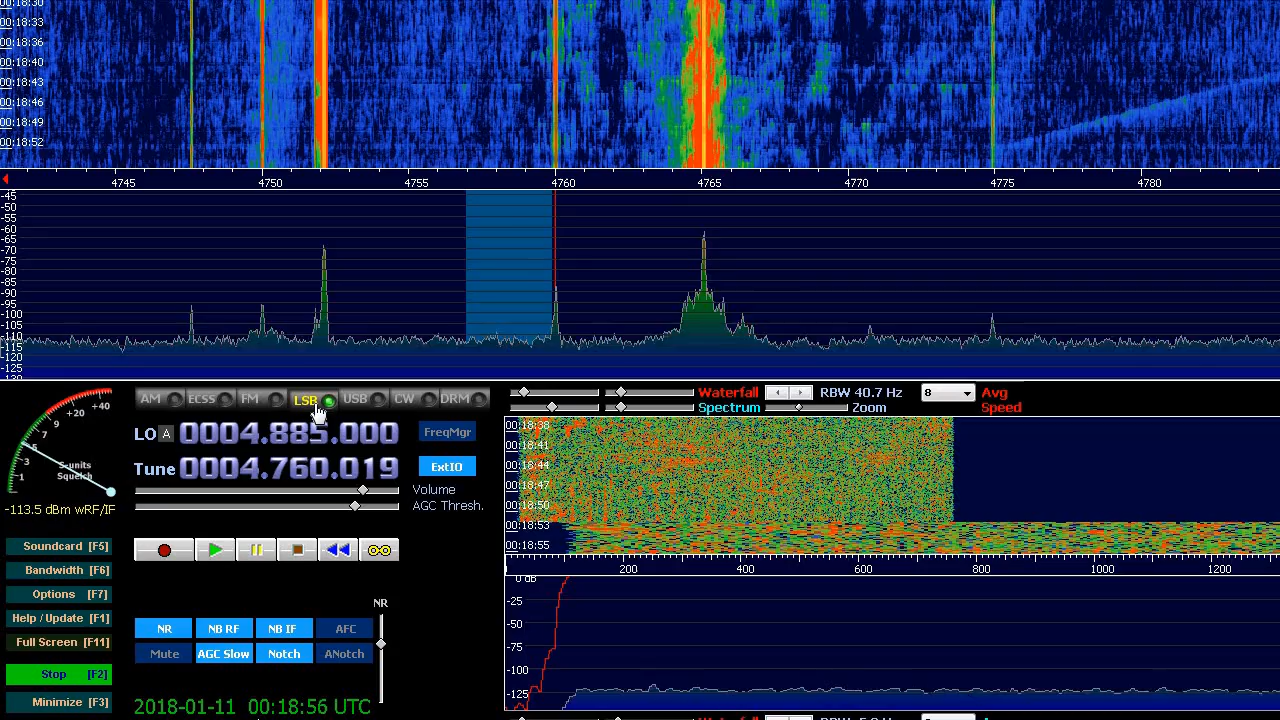 00:18:30
00:18:33
00:18:36
00:18:40
00:18:43
00:18:46
00:18:49
00:18:52
4745 4750 4755 4760 4765 4770 4775 4780
-45
-50
-55
-60
-65
-70
-75
-80
-85
-90
-95
-100
-105
-110
-115
-120
-125
130
AM ECSS FM LSB USB CW DRM
Waterfall RBW 40.7 Hz 8 Avg
Spectrum Zoom Speed
+20 +40
9
7
5
3
1
S-units
Squelch
-113.5 dBm wRF/IF
LO A 0004.885.000 FreqMgr
Tune 0004.760.019 ExtIO
Volume
AGC Thresh.
Soundcard [F5]
Bandwidth [F6]
Options [F7]
Help / Update [F1]
Full Screen [F11]
Stop [F2]
Minimize [F3]
NR
NR NB RF NB IF AFC
Mute AGC Slow Notch ANotch
2018-01-11 00:18:56 UTC
00:18:38
00:18:41
00:18:44
00:18:47
00:18:50
00:18:53
00:18:55
200 400 600 800 1000 1200
0 dB
-25
-50
-75
-100
-125